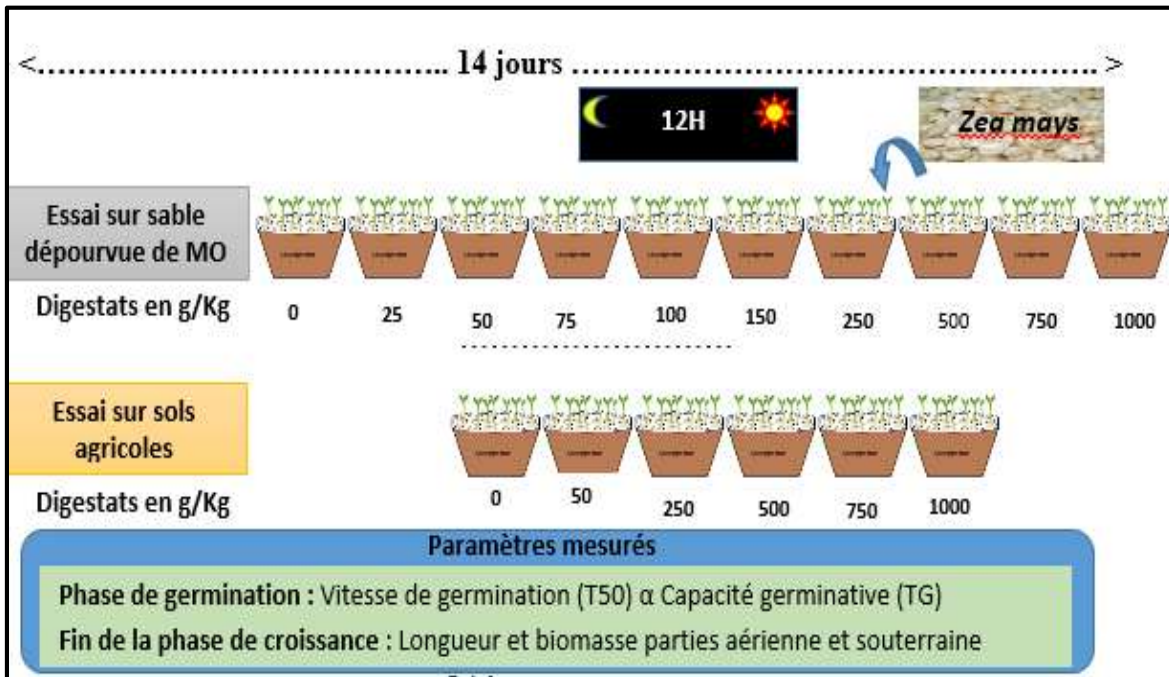 <.................................................. 14 jours .................................................................. >
12H
Zea mays
Essai sur sable
dépourvue de MO
Digestats en g/Kg
0 25 50 75 100 150 250 500 750 1000
Essai sur sols
agricoles
Digestats en g/Kg
0 50 250 500 750 1000
Paramètres mesurés
Phase de germination : Vitesse de germination (T50) α Capacité germinative (TG)
Fin de la phase de croissance : Longueur et biomasse parties aérienne et souterraine